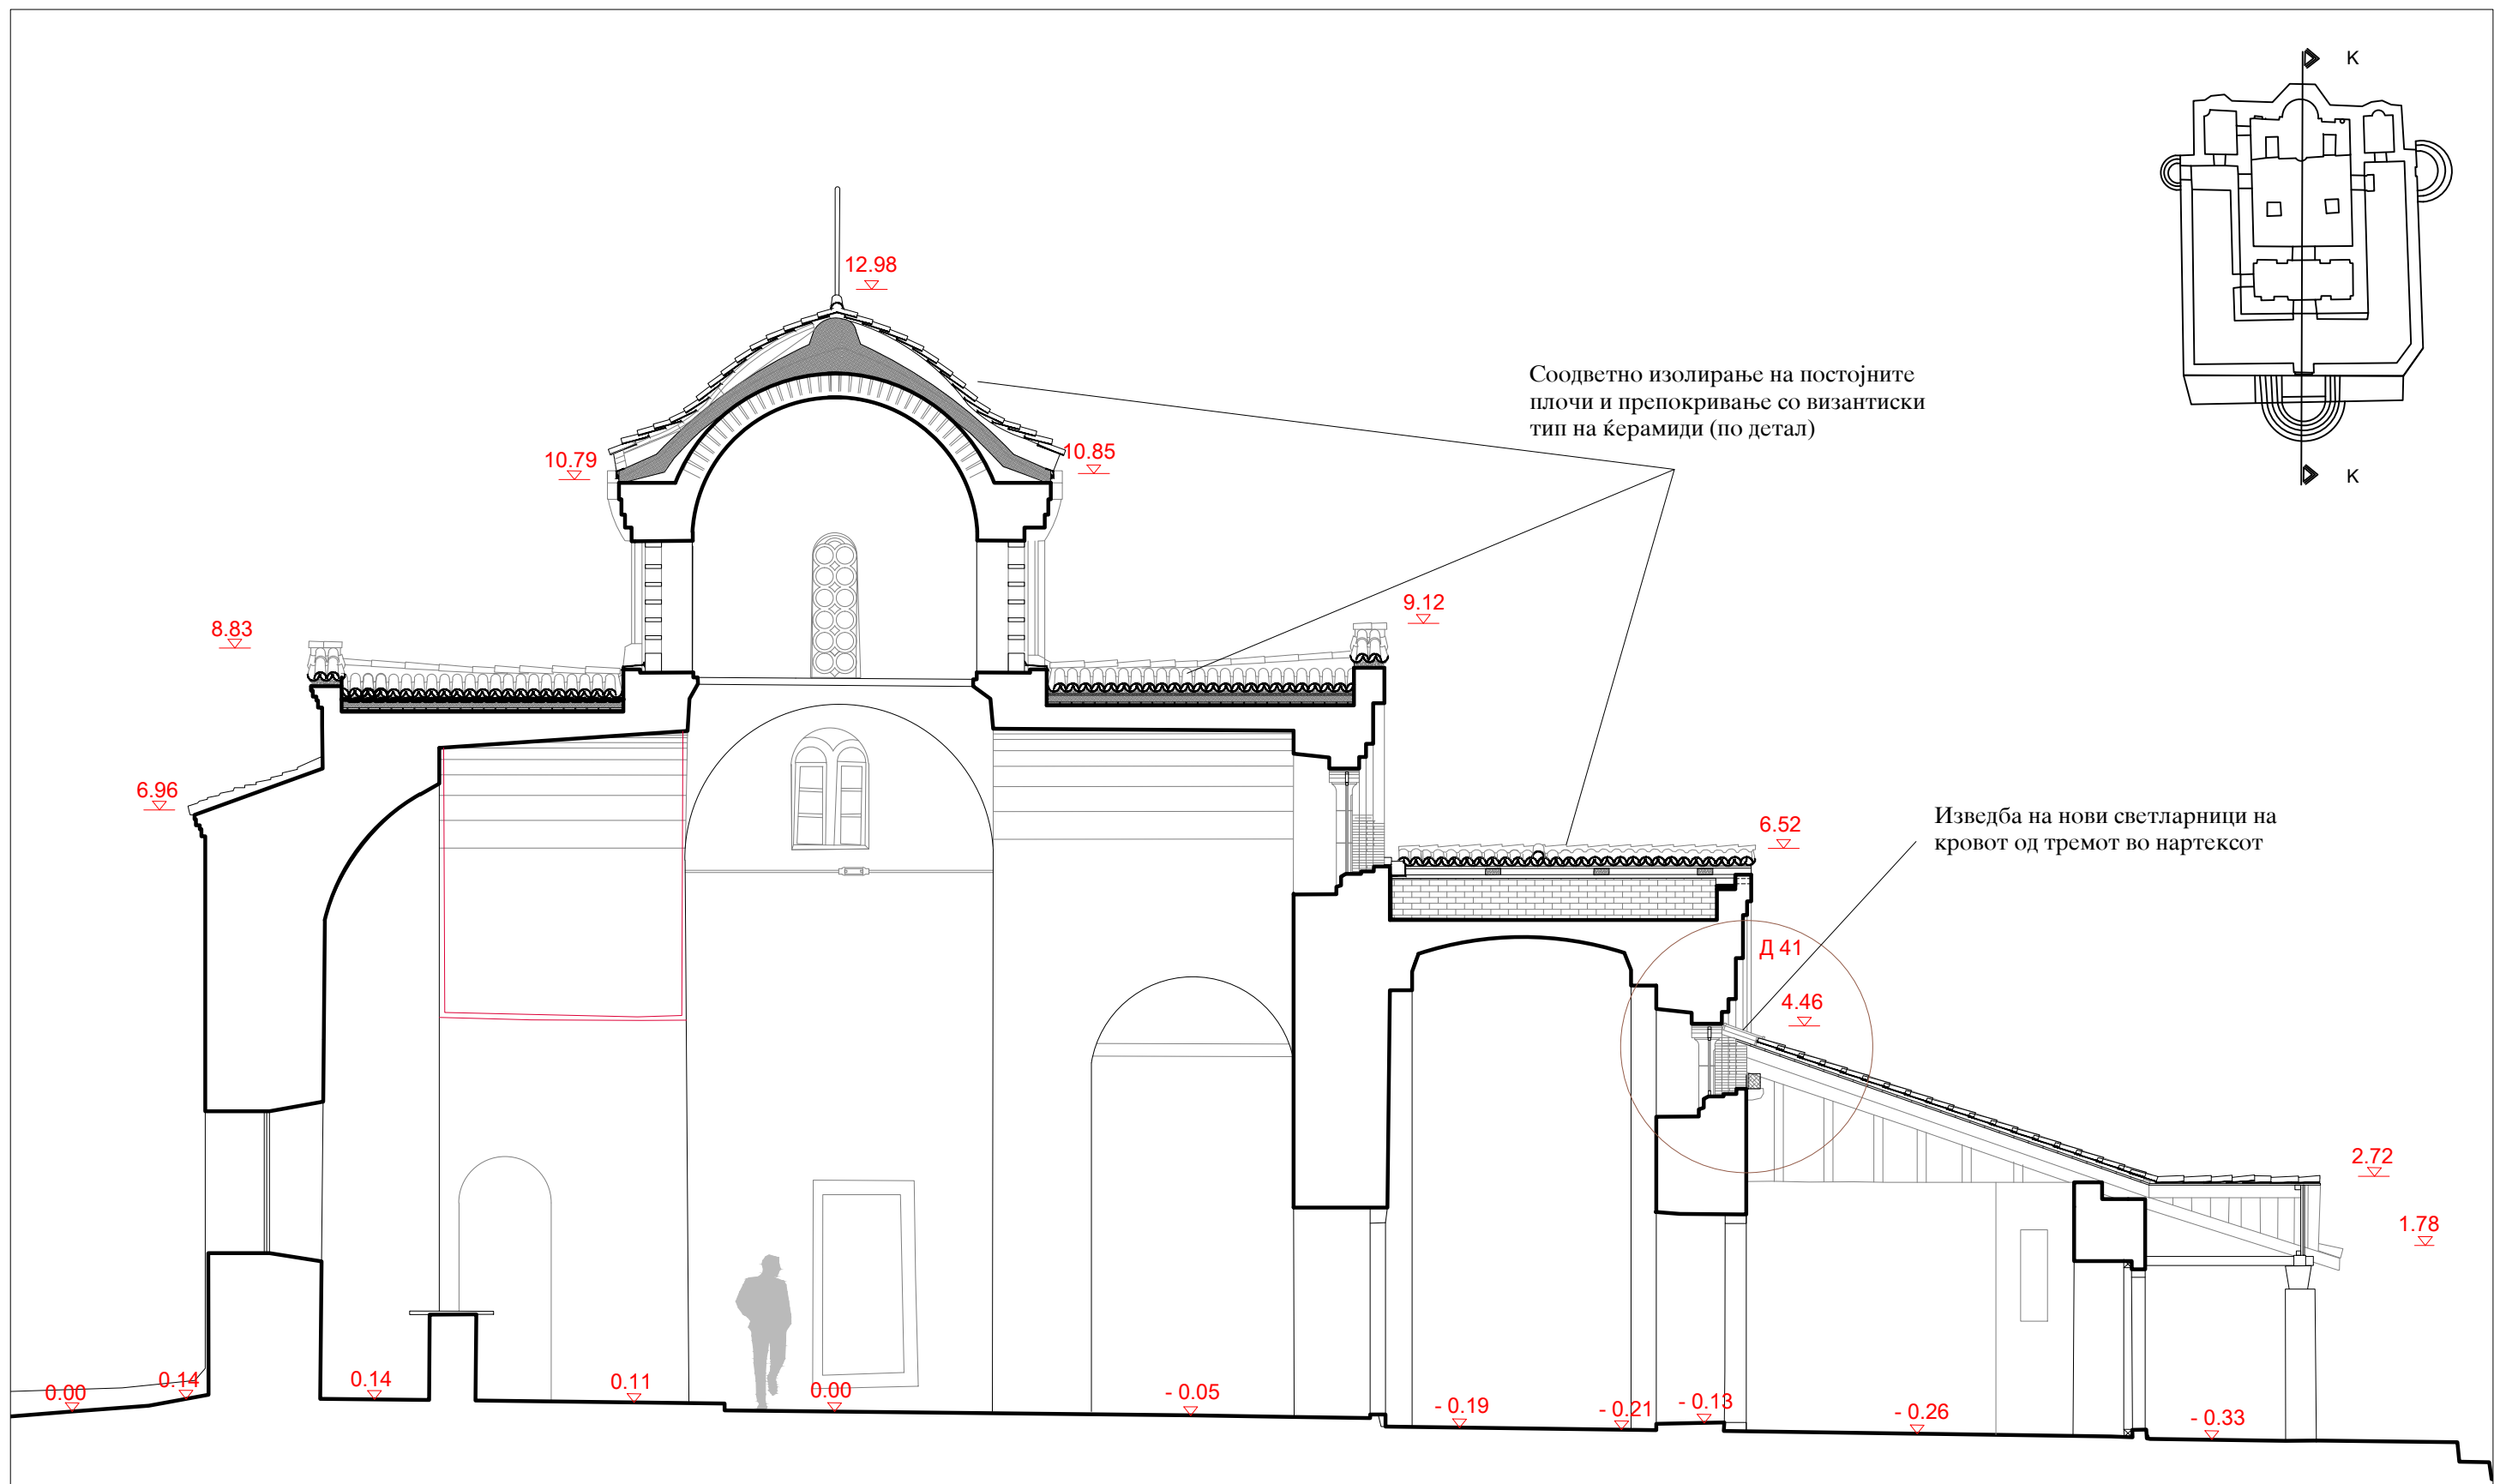 К
12.98
Соодветно изолирање на постојните
плочи и препокривање со византиски
тип на ќерамиди (по детал)
10.79
10.85
К
9.12
8.83
6.96
Изведба на нови светларници на
кровот од тремот во нартексот
6.52
Д 41
4.46
2.72
1.78
0.00
0.14
0.14
0.11
0.00
- 0.05
- 0.19
- 0.21
- 0.13
- 0.26
- 0.33